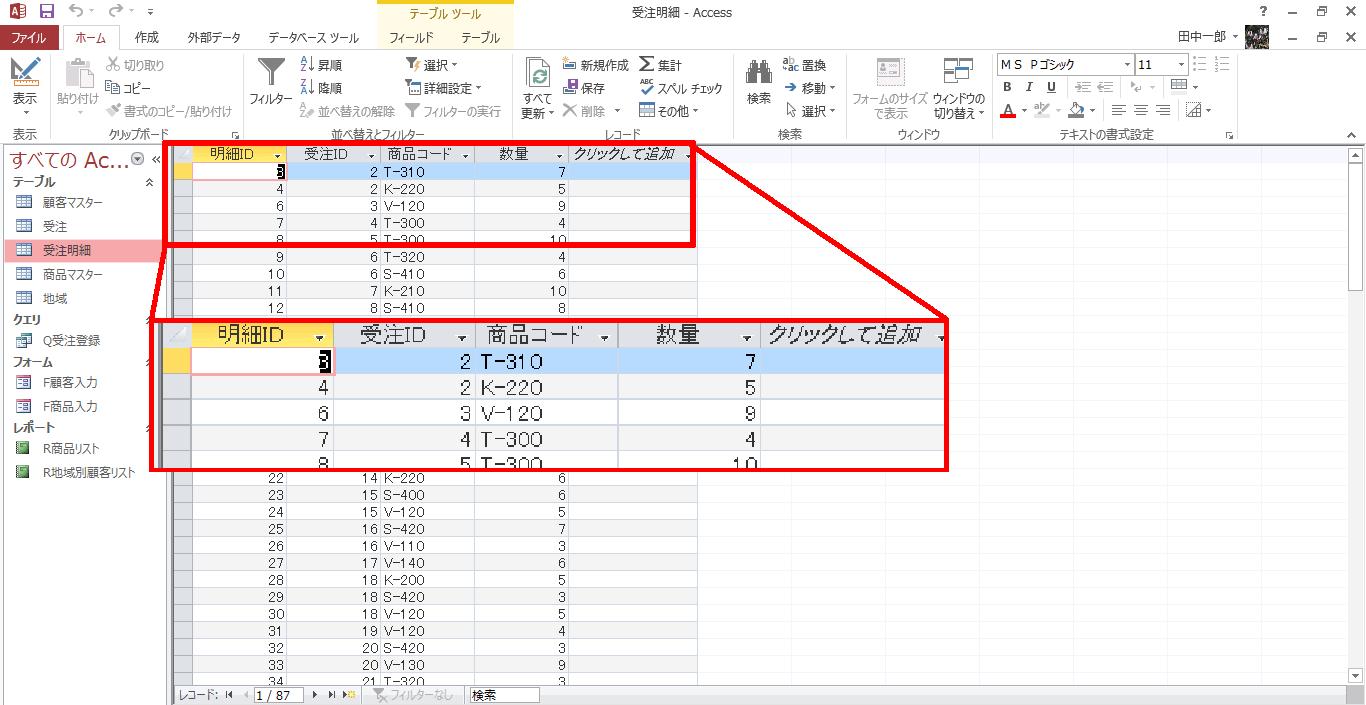 テーブル ツール
受注明細 - Access
?
ファイル ホーム 作成 外部データ データベース ツール フィールド テーブル
田中一郎
表示
表示
貼り付け
切り取り
コピー
書式のコピー/貼り付け
クリップボード
フィルター
昇順
降順
並べ替えの解除
選択
詳細設定
フィルターの実行
並べ替えとフィルター
すべて
更新
新規作成
保存
削除
集計
スペル チェック
その他
レコード
検索
置換
移動
選択
検索
フォームのサイズ
で表示
ウィンドウの
切り替え
ウィンドウ
ＭＳ Ｐゴシック 11
B I U
A
テキストの書式設定
すべての Ac...
テーブル
顧客マスター
受注
受注明細
商品マスター
地域
クエリ
Q受注登録
フォーム
F顧客入力
F商品入力
レポート
R商品リスト
R地域別顧客リスト
明細ID 受注ID 商品コード 数量 クリックして追加
3 2 T-310 7
4 2 K-220 5
6 3 V-120 9
7 4 T-300 4
8 5 T-300 10
9 6 T-320 4
10 6 S-410 6
11 7 K-210 10
12 8 S-410 8
明細ID 受注ID 商品コード 数量 クリックして追加
3 2 T-310 7
4 2 K-220 5
6 3 V-120 9
7 4 T-300 4
8 5 T-300 10
22 14 K-220 6
23 15 S-400 6
24 15 V-120 5
25 16 S-420 7
26 16 V-110 3
27 17 V-140 6
28 18 K-200 5
29 18 S-420 3
30 18 V-120 5
31 19 V-120 4
32 20 S-420 3
33 20 V-130 9
34 21 T-320 3
レコード: 1 / 87 フィルターなし 検索